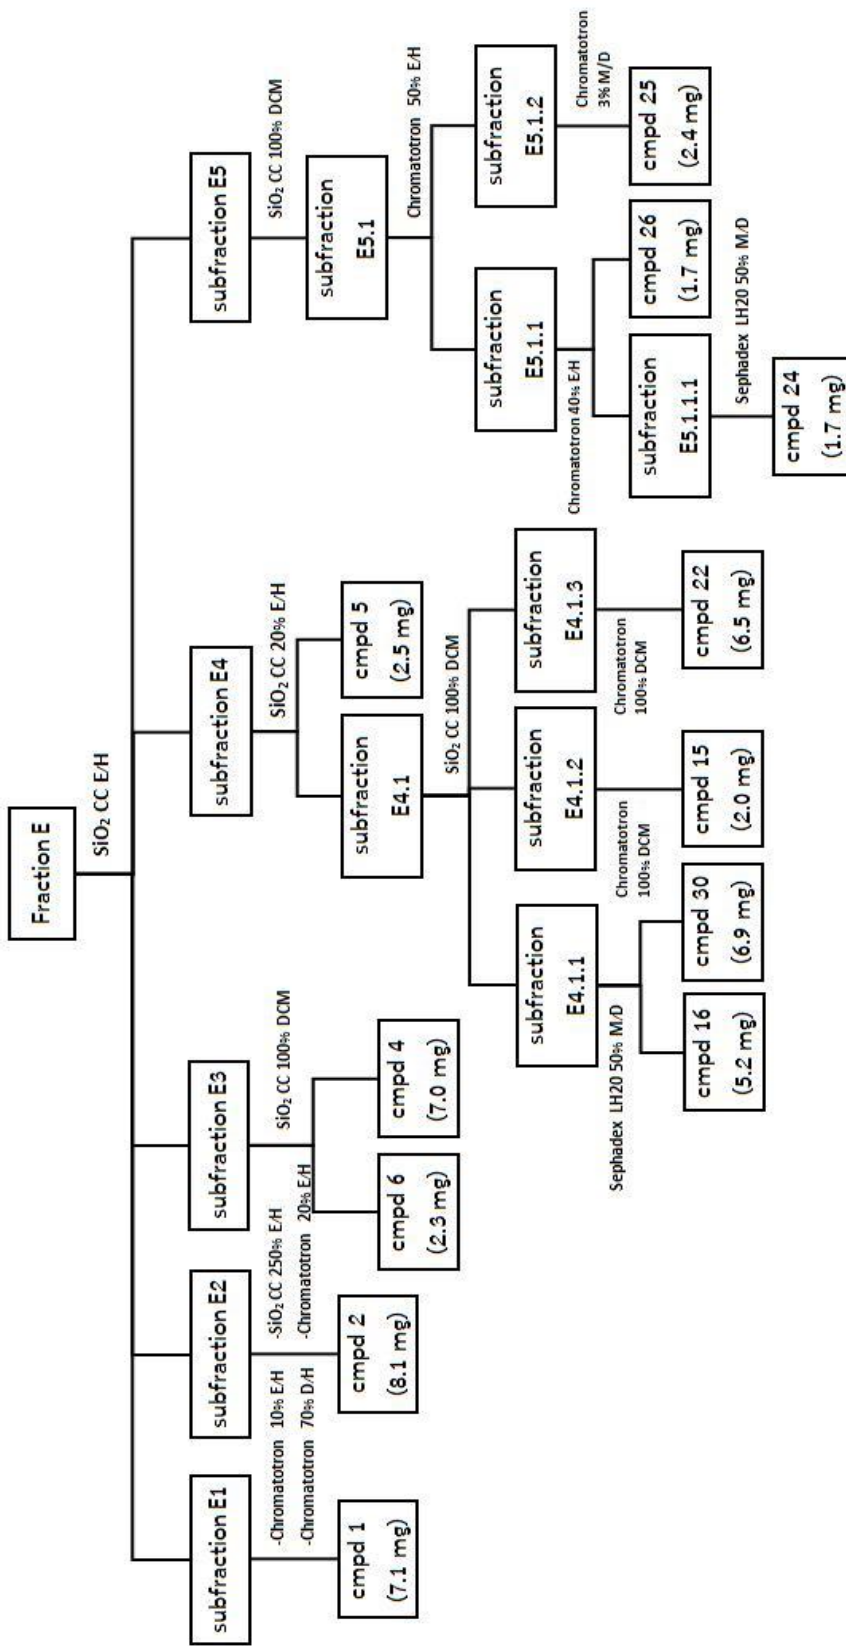 Fraction E
SiO₂ CC E/H
subfraction E1
-Chromatotron 10% E/H
-Chromatotron 70% D/H
cmpd 1
(7.1 mg)
subfraction E2
-SiO₂ CC 250% E/H
-Chromatotron 20% E/H
cmpd 2
(8.1 mg)
subfraction E3
SiO₂ CC 100% DCM
cmpd 6
(2.3 mg)
cmpd 4
(7.0 mg)
subfraction E4
SiO₂ CC 20% E/H
subfraction
E4.1
cmpd 5
(2.5 mg)
SiO₂ CC 100% DCM
subfraction
E4.1.1
Sephadex LH20 50% M/D
cmpd 16
(5.2 mg)
cmpd 30
(6.9 mg)
subfraction
E4.1.2
Chromatotron
100% DCM
cmpd 15
(2.0 mg)
subfraction
E4.1.3
Chromatotron
100% DCM
cmpd 22
(6.5 mg)
subfraction E5
SiO₂ CC 100% DCM
subfraction
E5.1
Chromatotron 50% E/H
subfraction
E5.1.1
Chromatotron 40% E/H
subfraction
E5.1.1.1
cmpd 26
(1.7 mg)
Sephadex LH20 50% M/D
cmpd 24
(1.7 mg)
subfraction
E5.1.2
Chromatotron
3% M/D
cmpd 25
(2.4 mg)